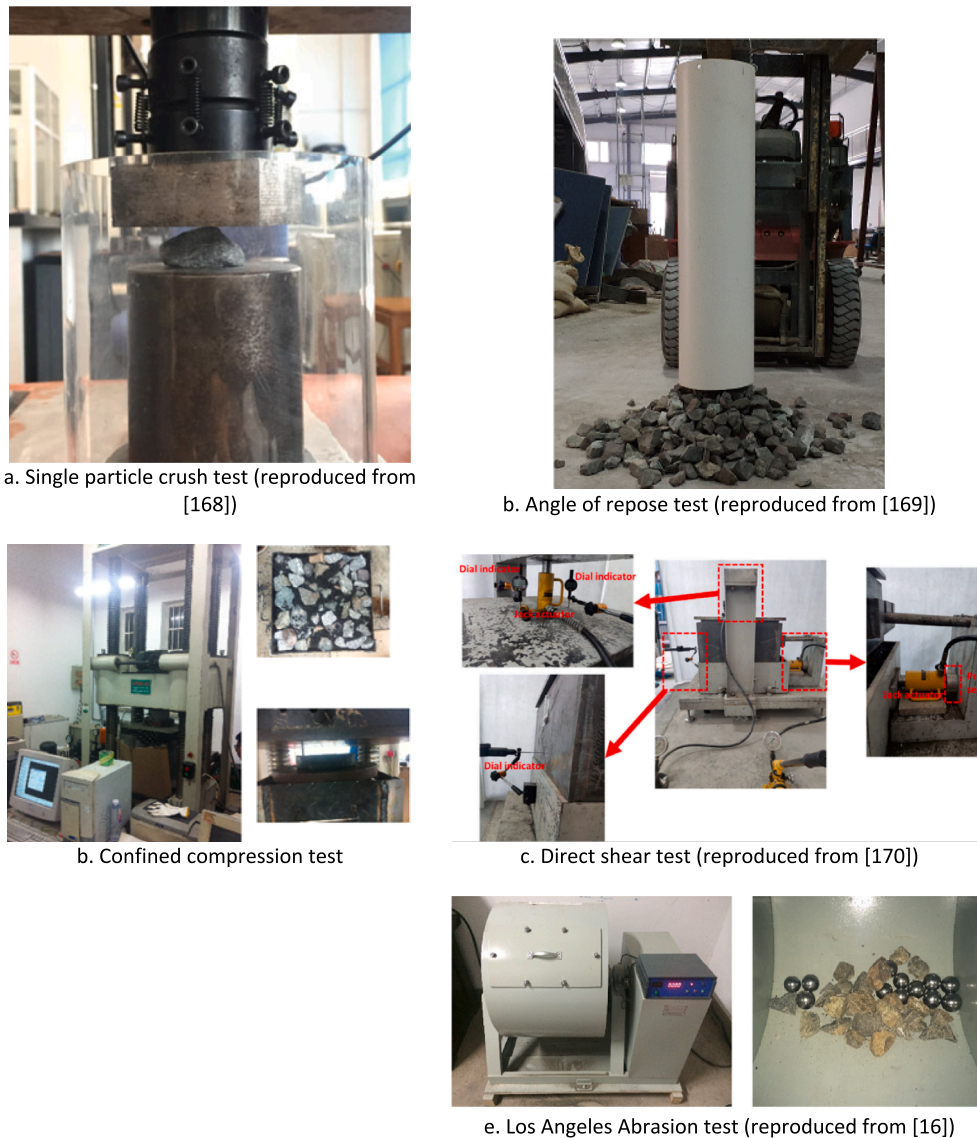 a. Single particle crush test (reproduced from
[168])
b. Angle of repose test (reproduced from [169])
Dial indicator
Dial indicator
Jack actuator
Dial indicator
Jack actuator
b. Confined compression test
c. Direct shear test (reproduced from [170])
e. Los Angeles Abrasion test (reproduced from [16])